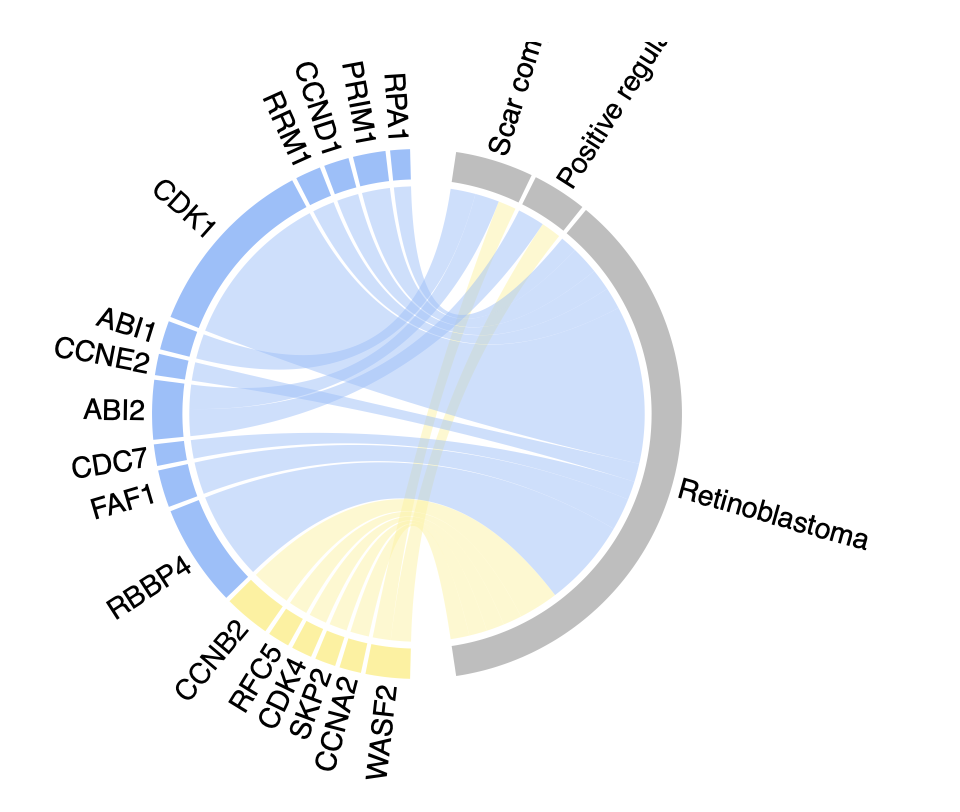 RRM1
CCND1
PRIM1
RPA1
Scar com
Positive
CDK1
ABI1
CCNE2
ABI2
CDC7
FAF1
RBBP4
CCNB2
RFC5
CDK4
SKP2
CCNA2
WASF2
Retinoblastoma